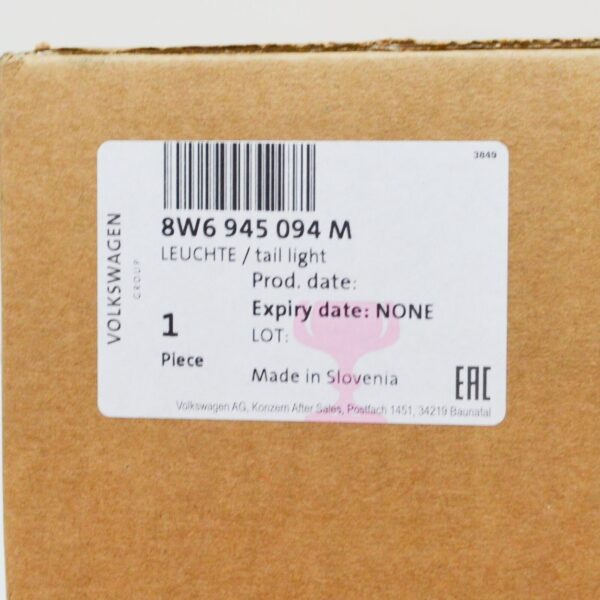 3849
8W6 945 094 M
LEUCHTE / tail light
Prod. date:
Expiry date: NONE
LOT:
1
Piece
Made in Slovenia
EAC
Volkswagen AG, Konzern After Sales, Postfach 1451, 34219 Baunatal
VOLKSWAGEN
GROUP